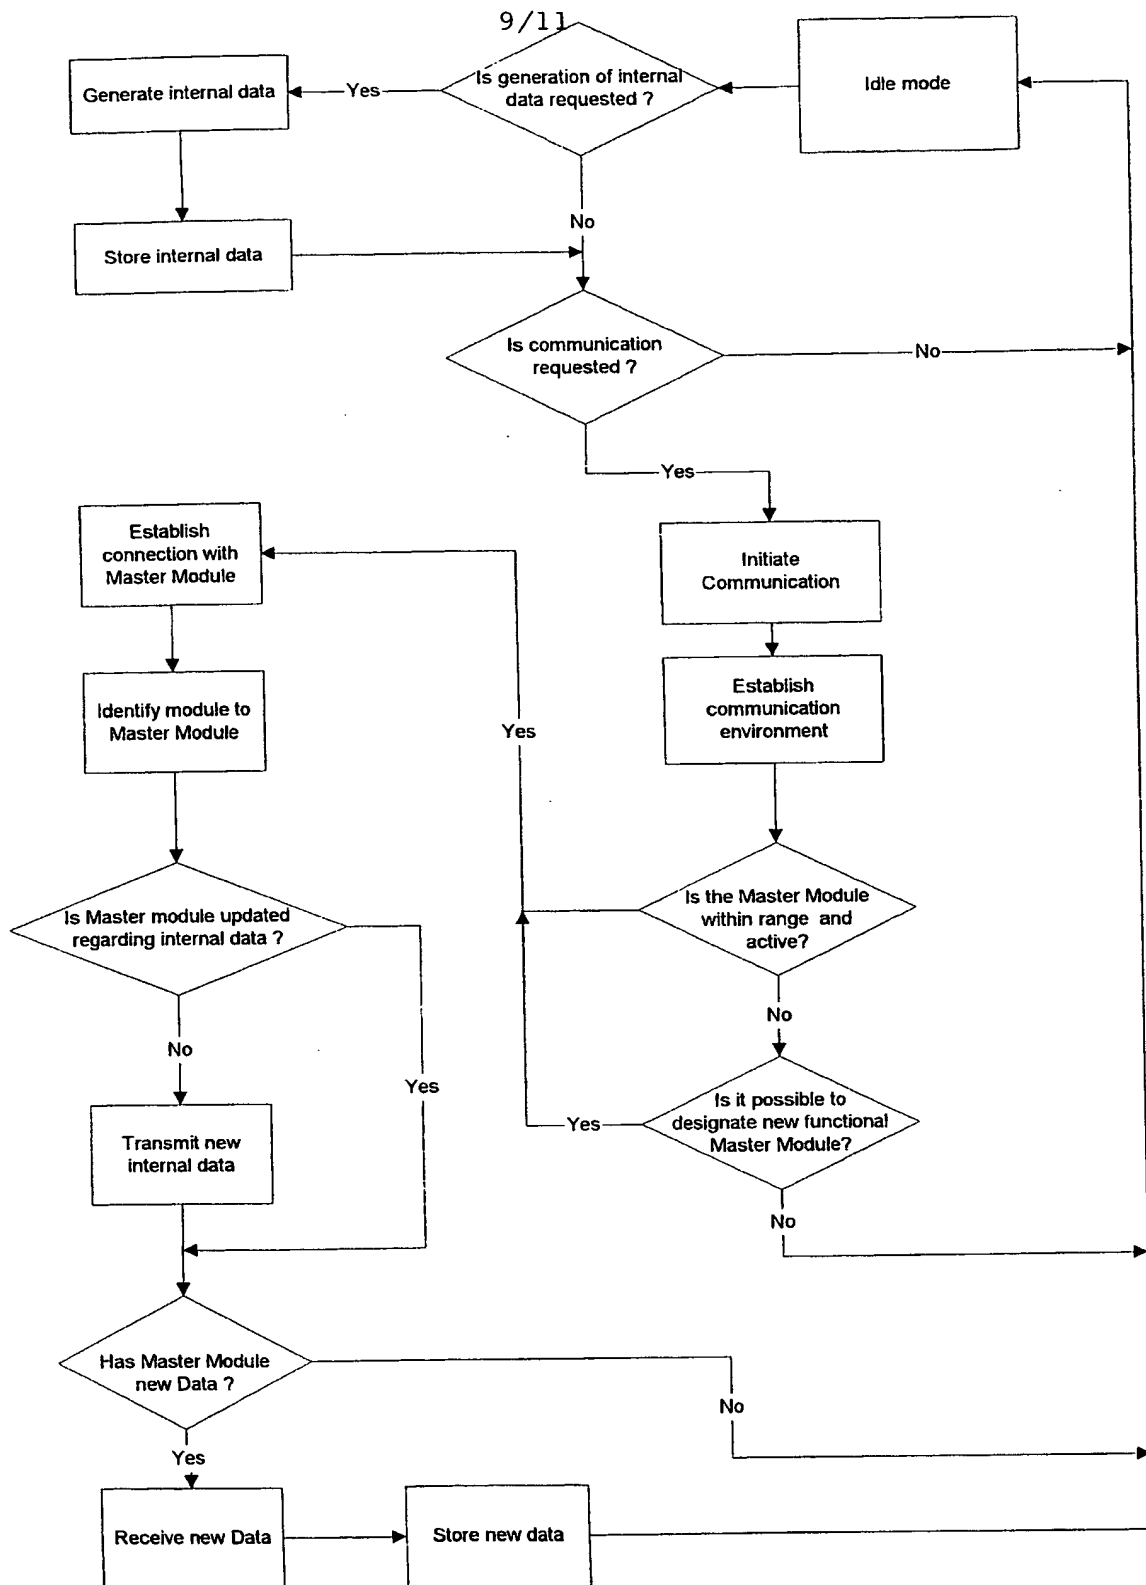 9/11
Is generation of internal
data requested ?
Idle mode
Generate internal data
Yes
No
Store internal data
Is communication
requested ?
No
Yes
Establish
connection with
Master Module
Initiate
Communication
Identify module to
Master Module
Establish
communication
environment
Yes
Is Master module updated
regarding internal data ?
Is the Master Module
within range and
active?
No
No
Yes
Is it possible to
designate new functional
Master Module?
Yes
Transmit new
internal data
No
Has Master Module
new Data ?
No
Yes
Receive new Data
Store new data